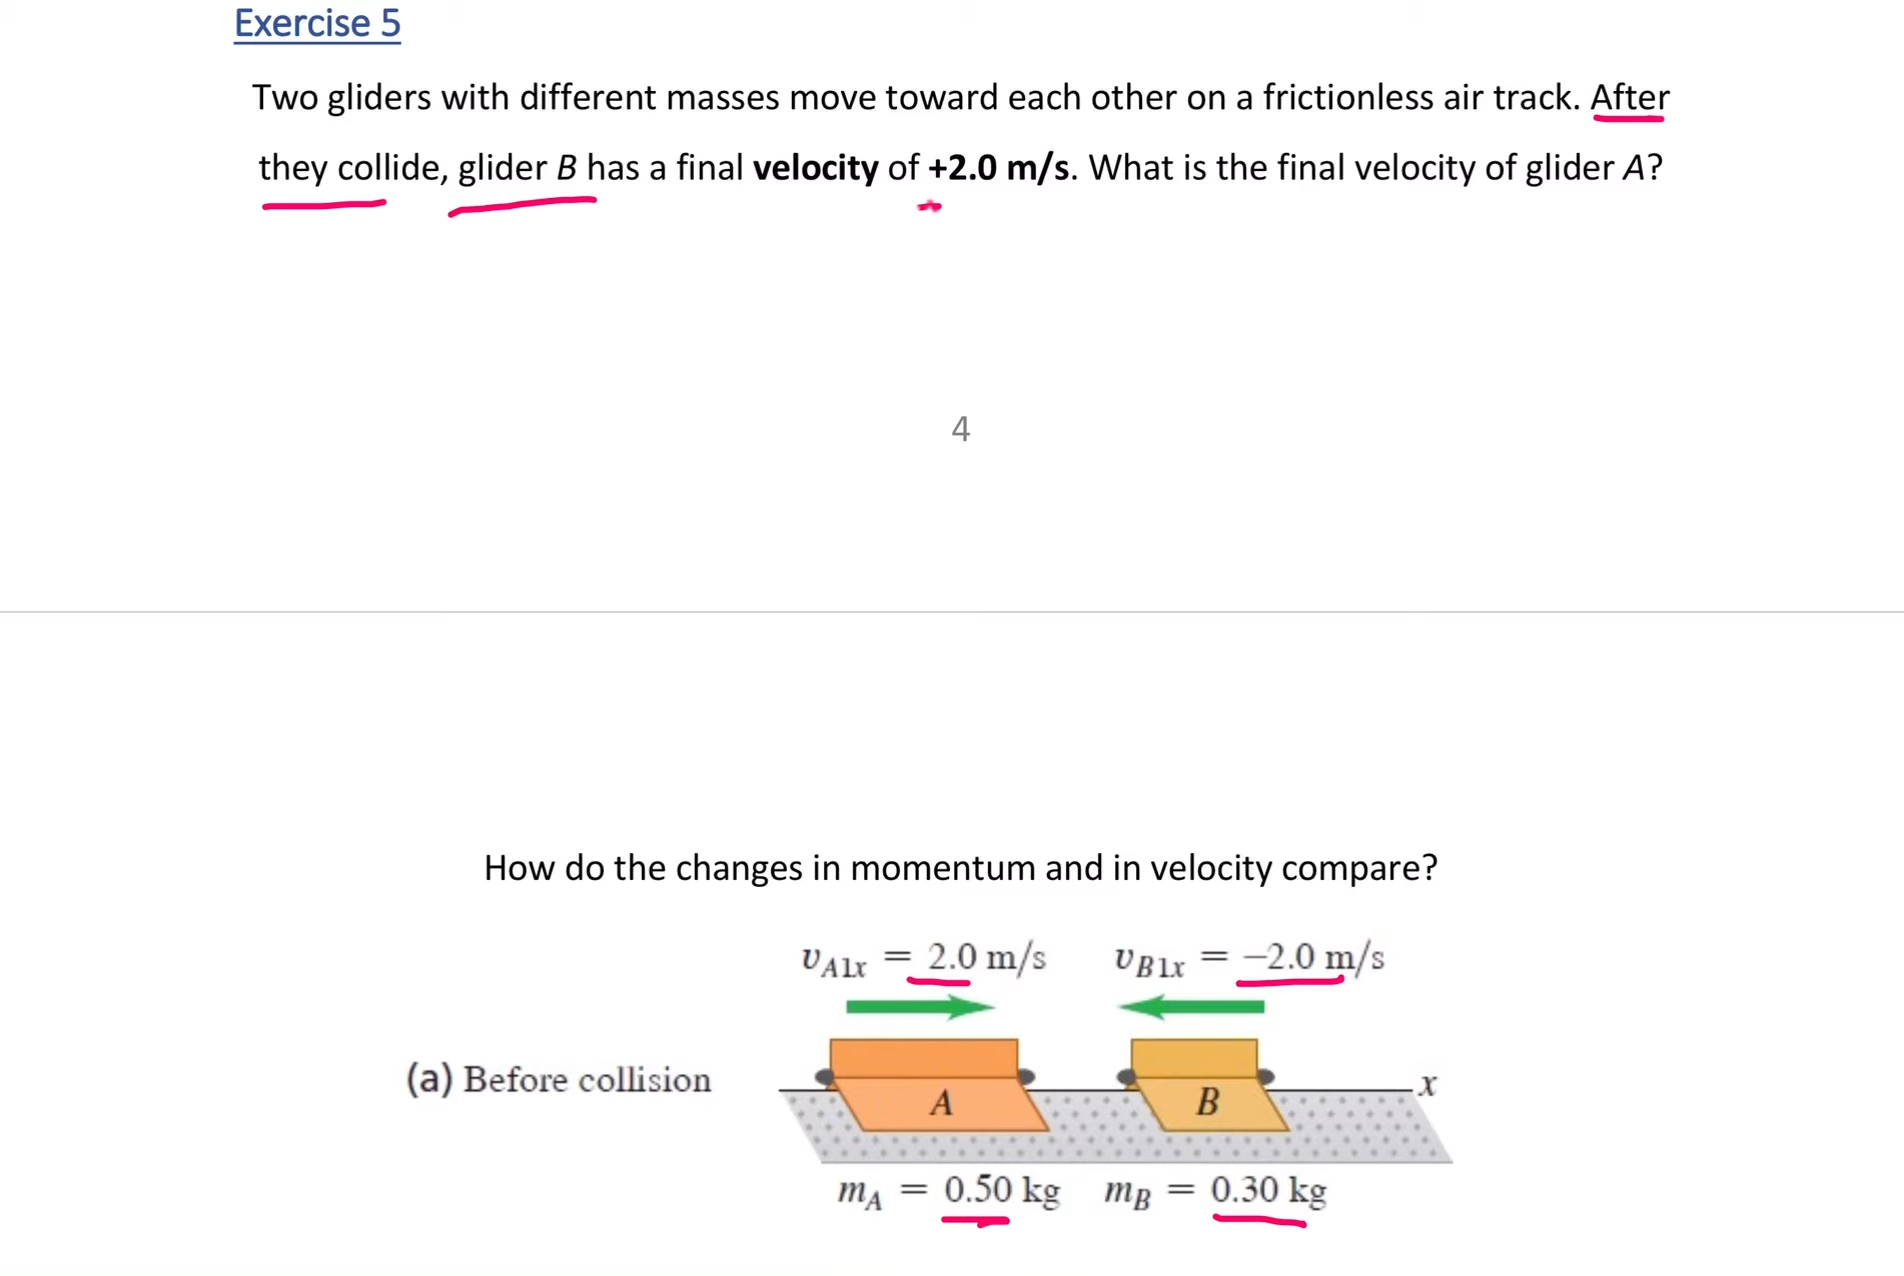 Exercise 5
Two gliders with different masses move toward each other on a frictionless air track. After
they collide, glider B has a final velocity of +2.0 m/s. What is the final velocity of glider A?
4
How do the changes in momentum and in velocity compare?
vA1x = 2.0 m/s vB1x = −2.0 m/s
(a) Before collision
A B x
mA = 0.50 kg mB = 0.30 kg